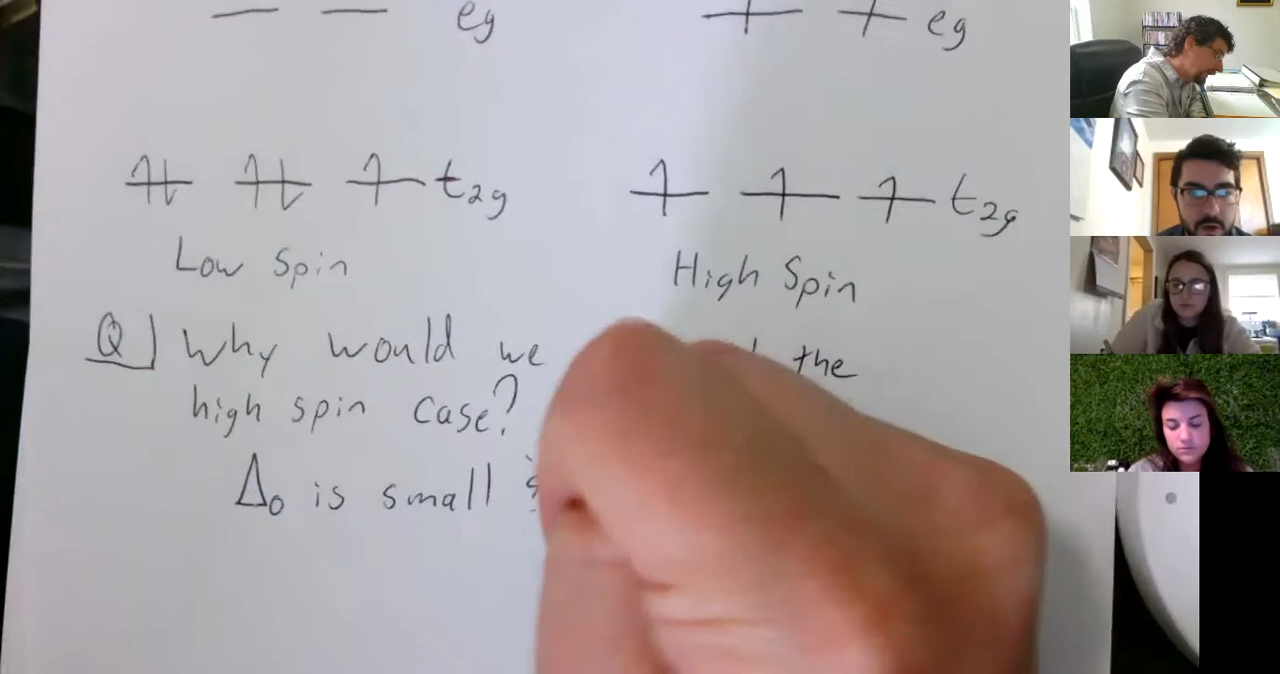 eg eg
t2g t2g
Low Spin High Spin
Q] Why would we the
high spin case?
Δo is small